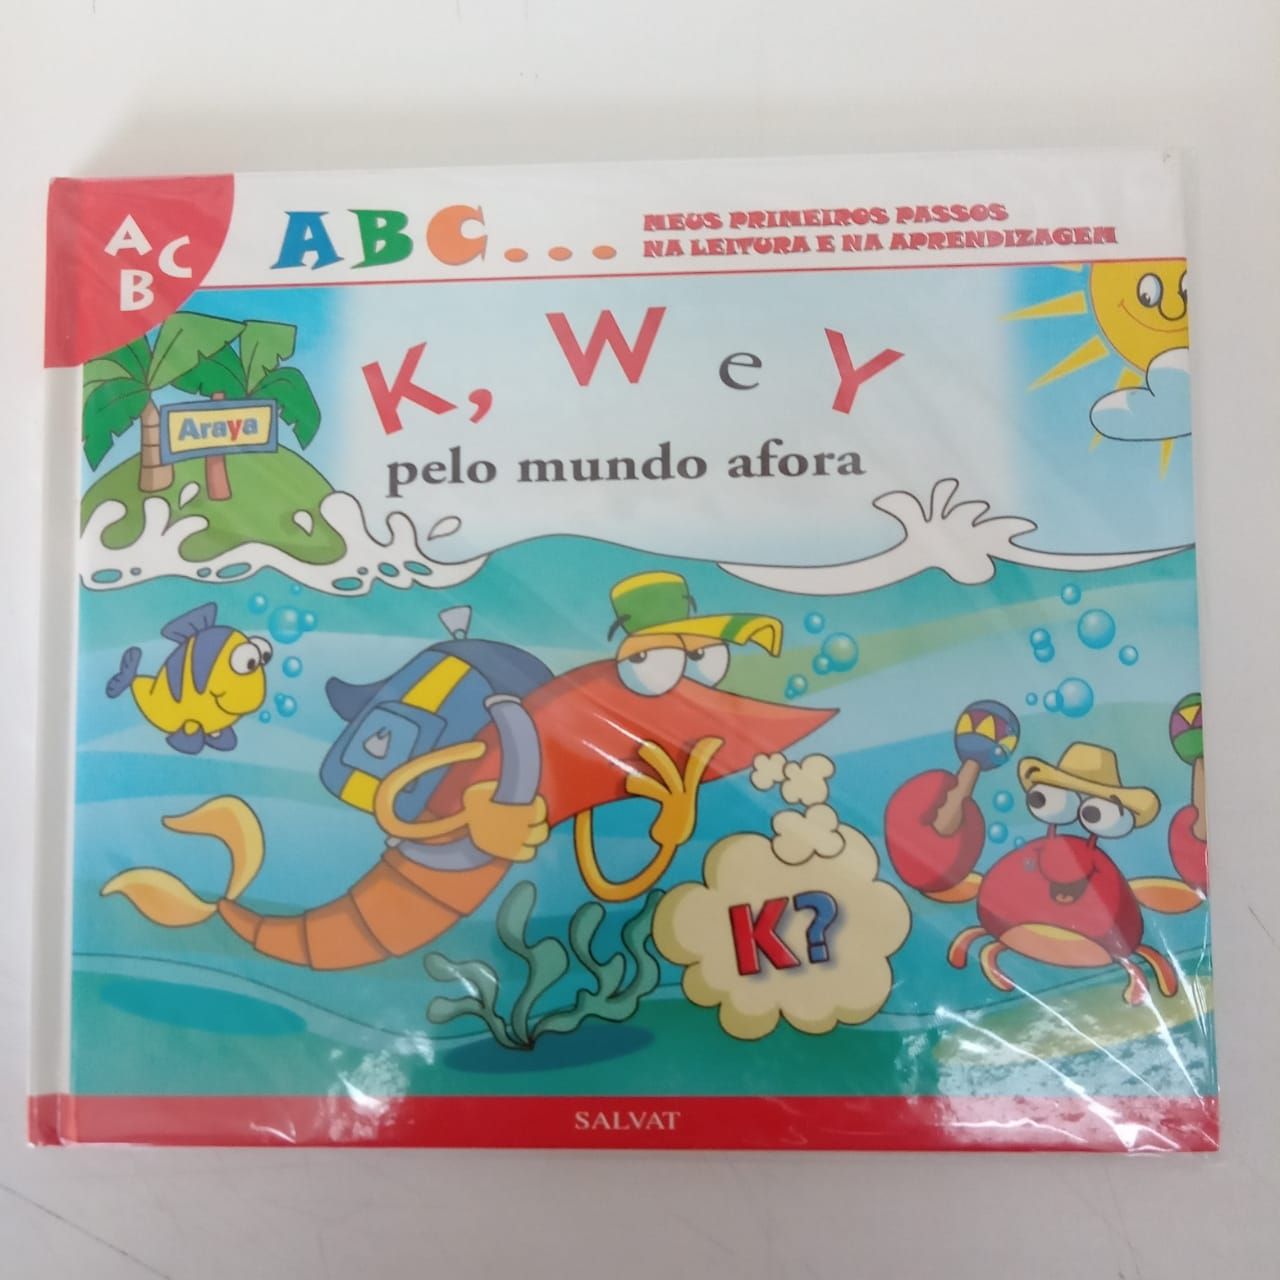 A
B C
ABC...
MEUS PRIMEIROS PASSOS
NA LEITURA E NA APRENDIZAGEM
K, W e Y
pelo mundo afora
Araya
K?
SALVAT